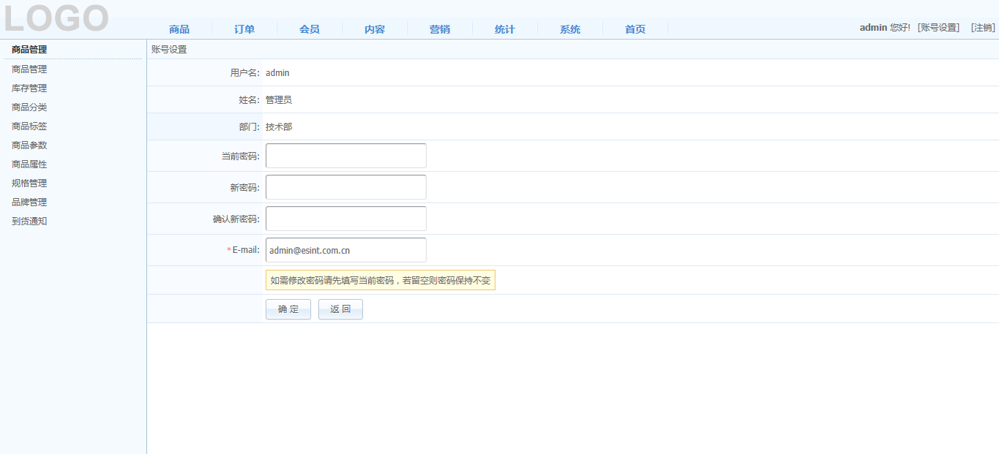 LOGO
商品 订单 会员 内容 营销 统计 系统 首页
admin 您好! [账号设置] [注销]
商品管理
商品管理
库存管理
商品分类
商品标签
商品参数
商品属性
规格管理
品牌管理
到货通知
账号设置
用户名: admin
姓名: 管理员
部门: 技术部
当前密码:
新密码:
确认新密码:
*E-mail: admin@esint.com.cn
如需修改密码请先填写当前密码，若留空则密码保持不变
确 定 返 回